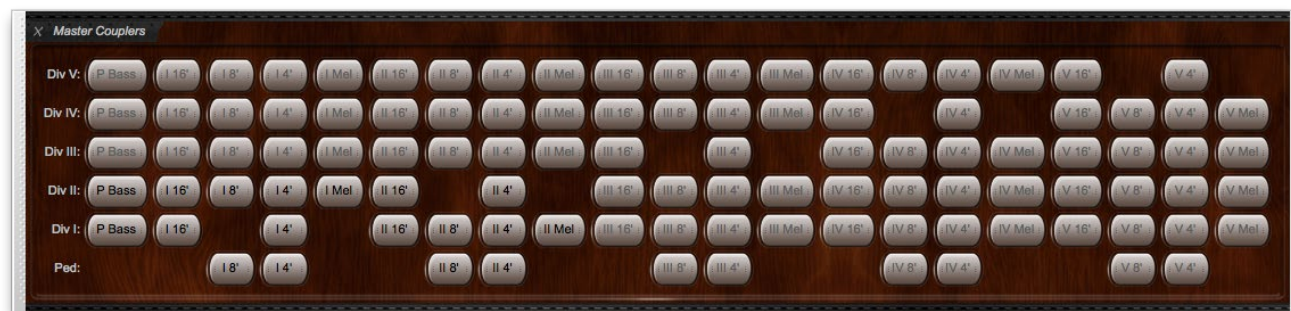 X Master Couplers
Div V: P Bass I 16' I 8' I 4' I Mel II 16' II 8' II 4' II Mel III 16' III 8' III 4' III Mel IV 16' IV 8' IV 4' IV Mel V 16' V 4'
Div IV: P Bass I 16' I 8' I 4' I Mel II 16' II 8' II 4' II Mel III 16' III 8' III 4' III Mel IV 16' IV 4' V 16' V 8' V 4' V Mel
Div III: P Bass I 16' I 8' I 4' I Mel II 16' II 8' II 4' II Mel III 16' III 4' IV 16' IV 8' IV 4' IV Mel V 16' V 8' V 4' V Mel
Div II: P Bass I 16' I 8' I 4' I Mel II 16' II 4' III 16' III 8' III 4' III Mel IV 16' IV 8' IV 4' IV Mel V 16' V 8' V 4' V Mel
Div I: P Bass I 16' I 4' II 16' II 8' II 4' II Mel III 16' III 8' III 4' III Mel IV 16' IV 8' IV 4' IV Mel V 16' V 8' V 4' V Mel
Ped: I 8' I 4' II 8' II 4' III 8' III 4' IV 8' IV 4' V 8' V 4'